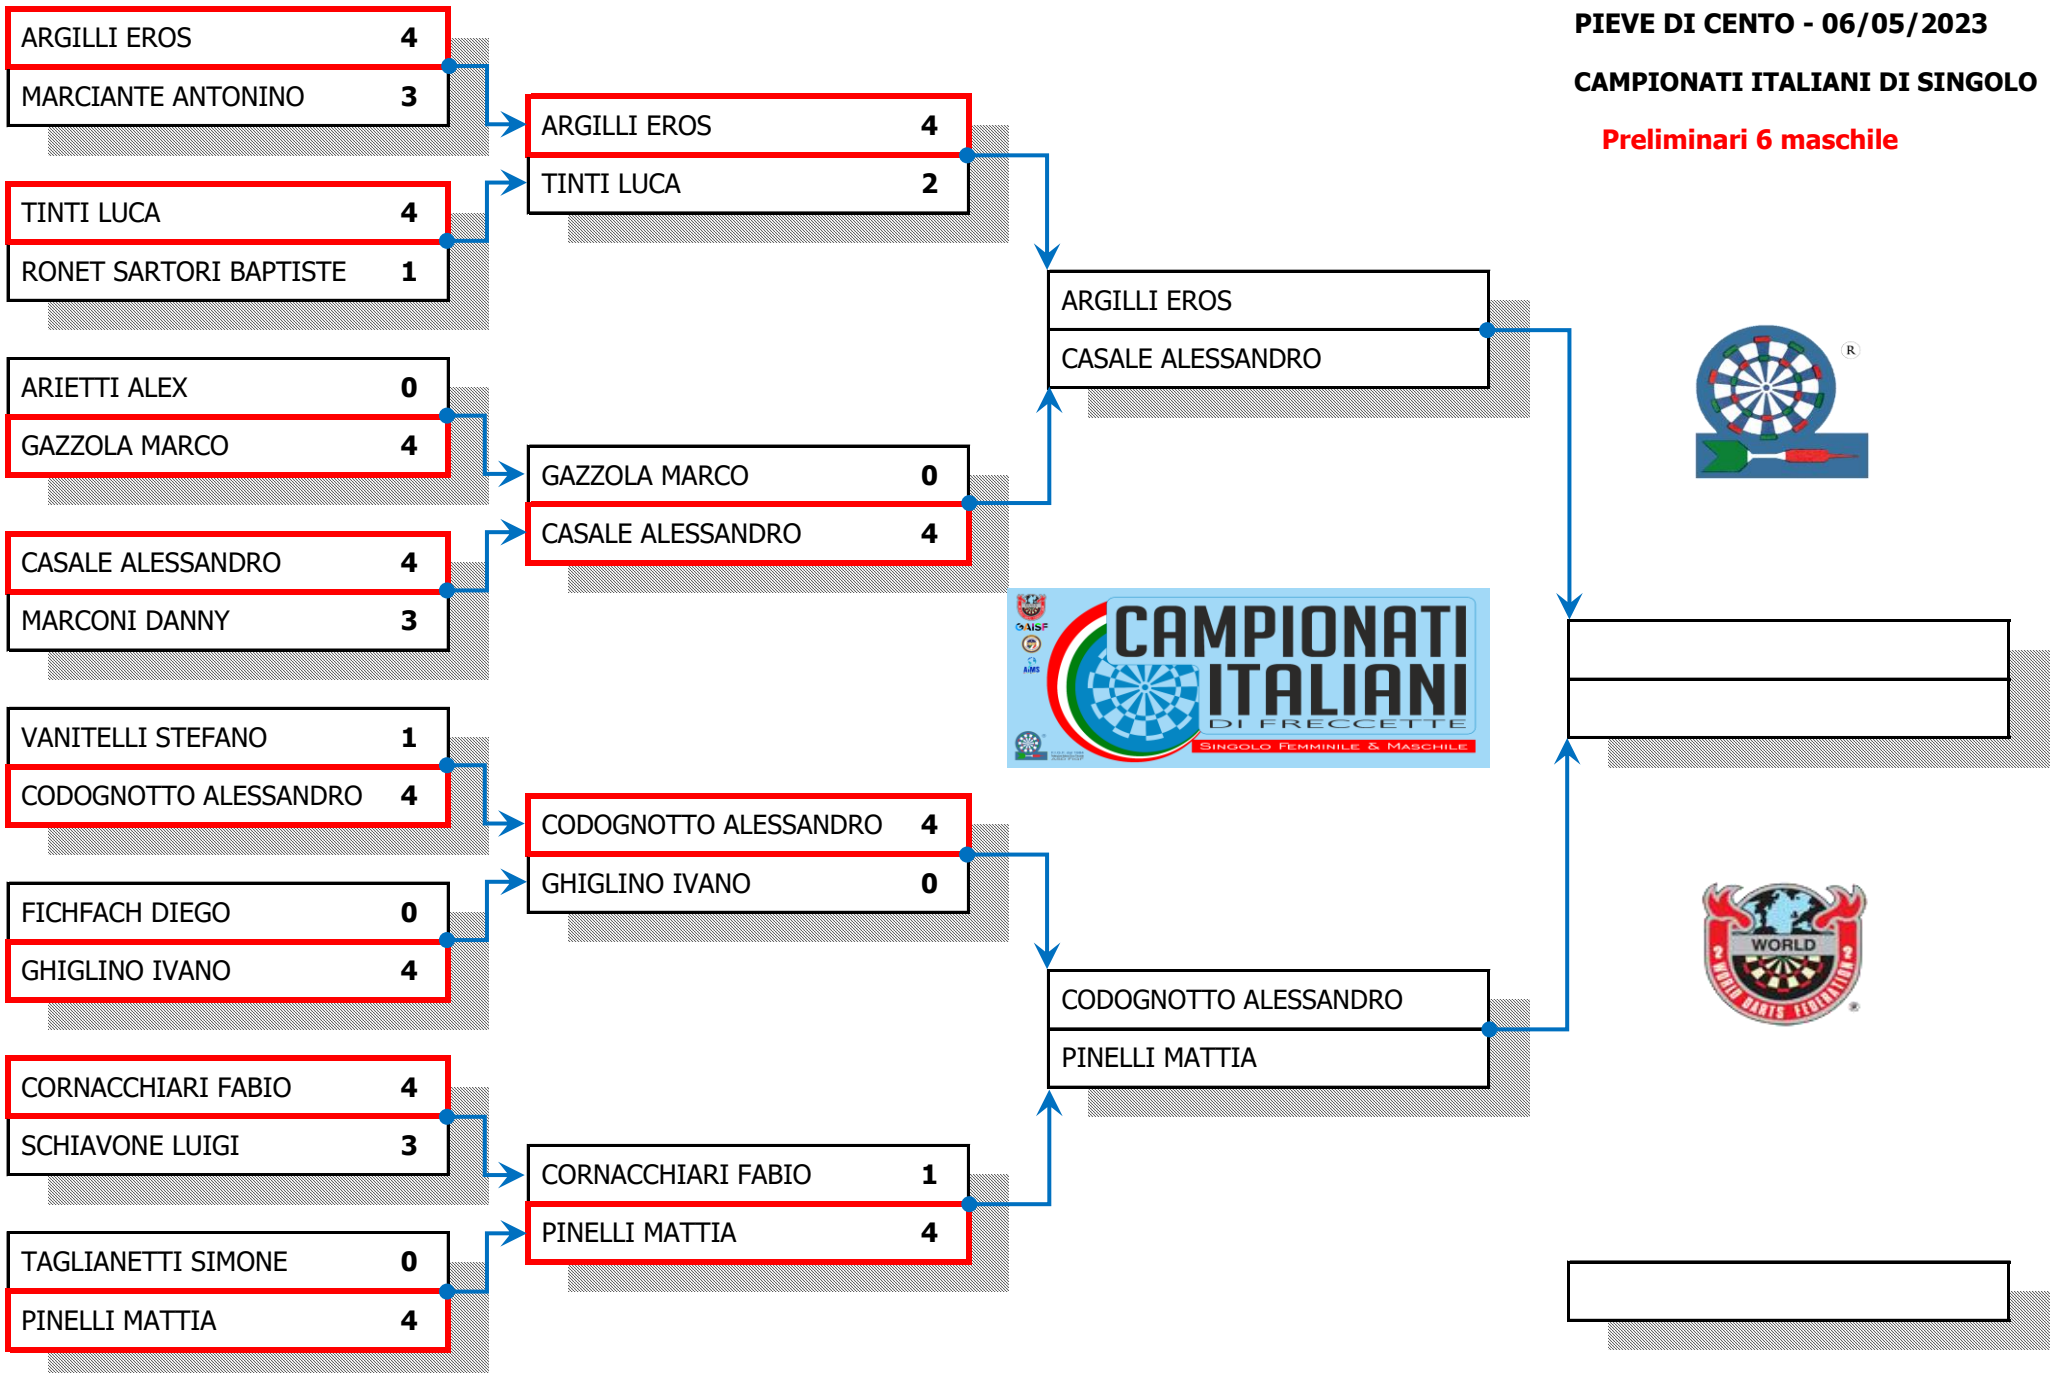 PIEVE DI CENTO - 06/05/2023
CAMPIONATI ITALIANI DI SINGOLO
Preliminari 6 maschile
ARGILLI EROS 4
MARCIANTE ANTONINO 3
TINTI LUCA 4
RONET SARTORI BAPTISTE 1
ARIETTI ALEX 0
GAZZOLA MARCO 4
CASALE ALESSANDRO 4
MARCONI DANNY 3
VANITELLI STEFANO 1
CODOGNOTTO ALESSANDRO 4
FICHFACH DIEGO 0
GHIGLINO IVANO 4
CORNACCHIARI FABIO 4
SCHIAVONE LUIGI 3
TAGLIANETTI SIMONE 0
PINELLI MATTIA 4
ARGILLI EROS 4
TINTI LUCA 2
GAZZOLA MARCO 0
CASALE ALESSANDRO 4
CODOGNOTTO ALESSANDRO 4
GHIGLINO IVANO 0
CORNACCHIARI FABIO 1
PINELLI MATTIA 4
ARGILLI EROS
CASALE ALESSANDRO
CODOGNOTTO ALESSANDRO
PINELLI MATTIA
GAISF
AIMS
CAMPIONATI
ITALIANI
DI FRECCETTE
SINGOLO FEMMINILE & MASCHILE
R
WORLD
WORLD DARTS FEDERATION